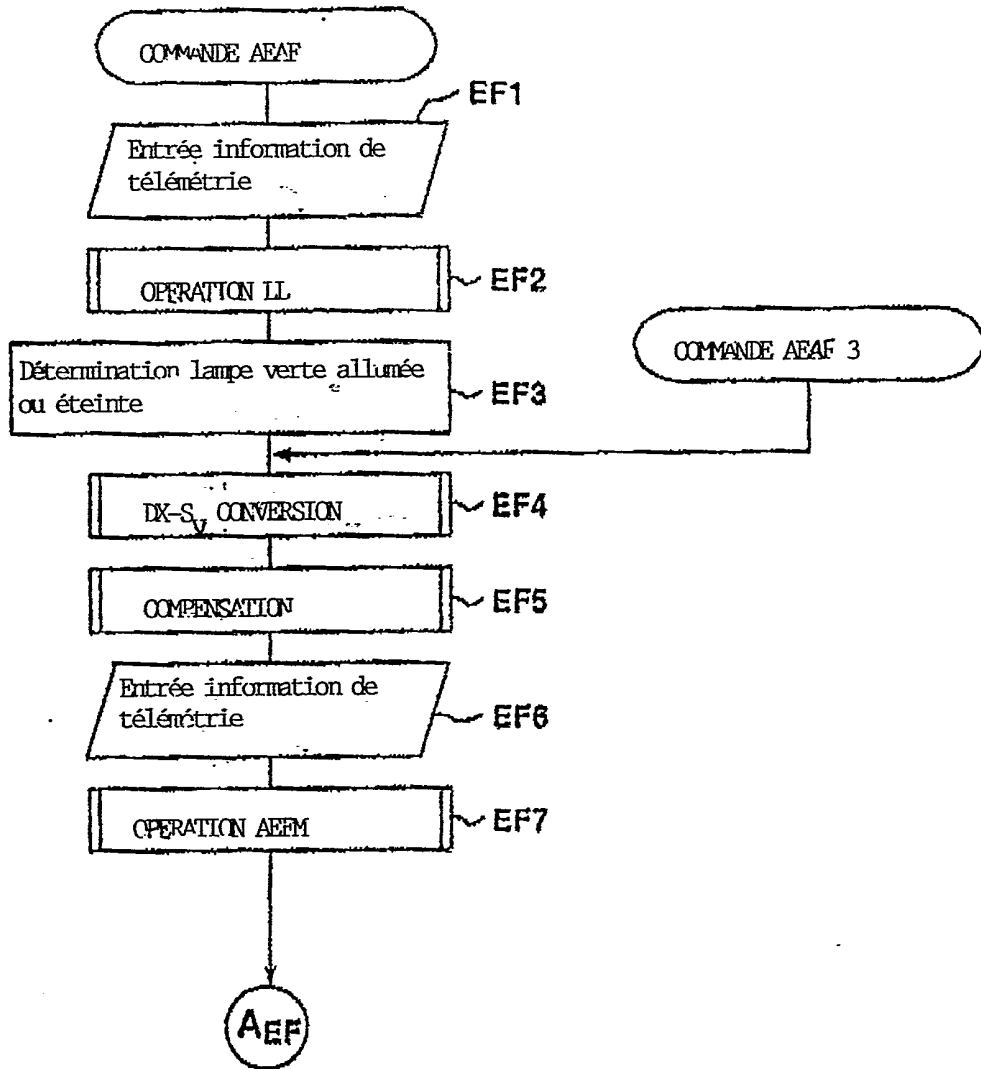 COMMANDE AEAF
EF1
Entrée information de
télémétrie
OPERATION LL
EF2
Détermination lampe verte allumée
ou éteinte
EF3
COMMANDE AEAF 3
DX-Sv CONVERSION
EF4
COMPENSATION
EF5
Entrée information de
télémétrie
EF6
OPERATION AEFM
EF7
AEF